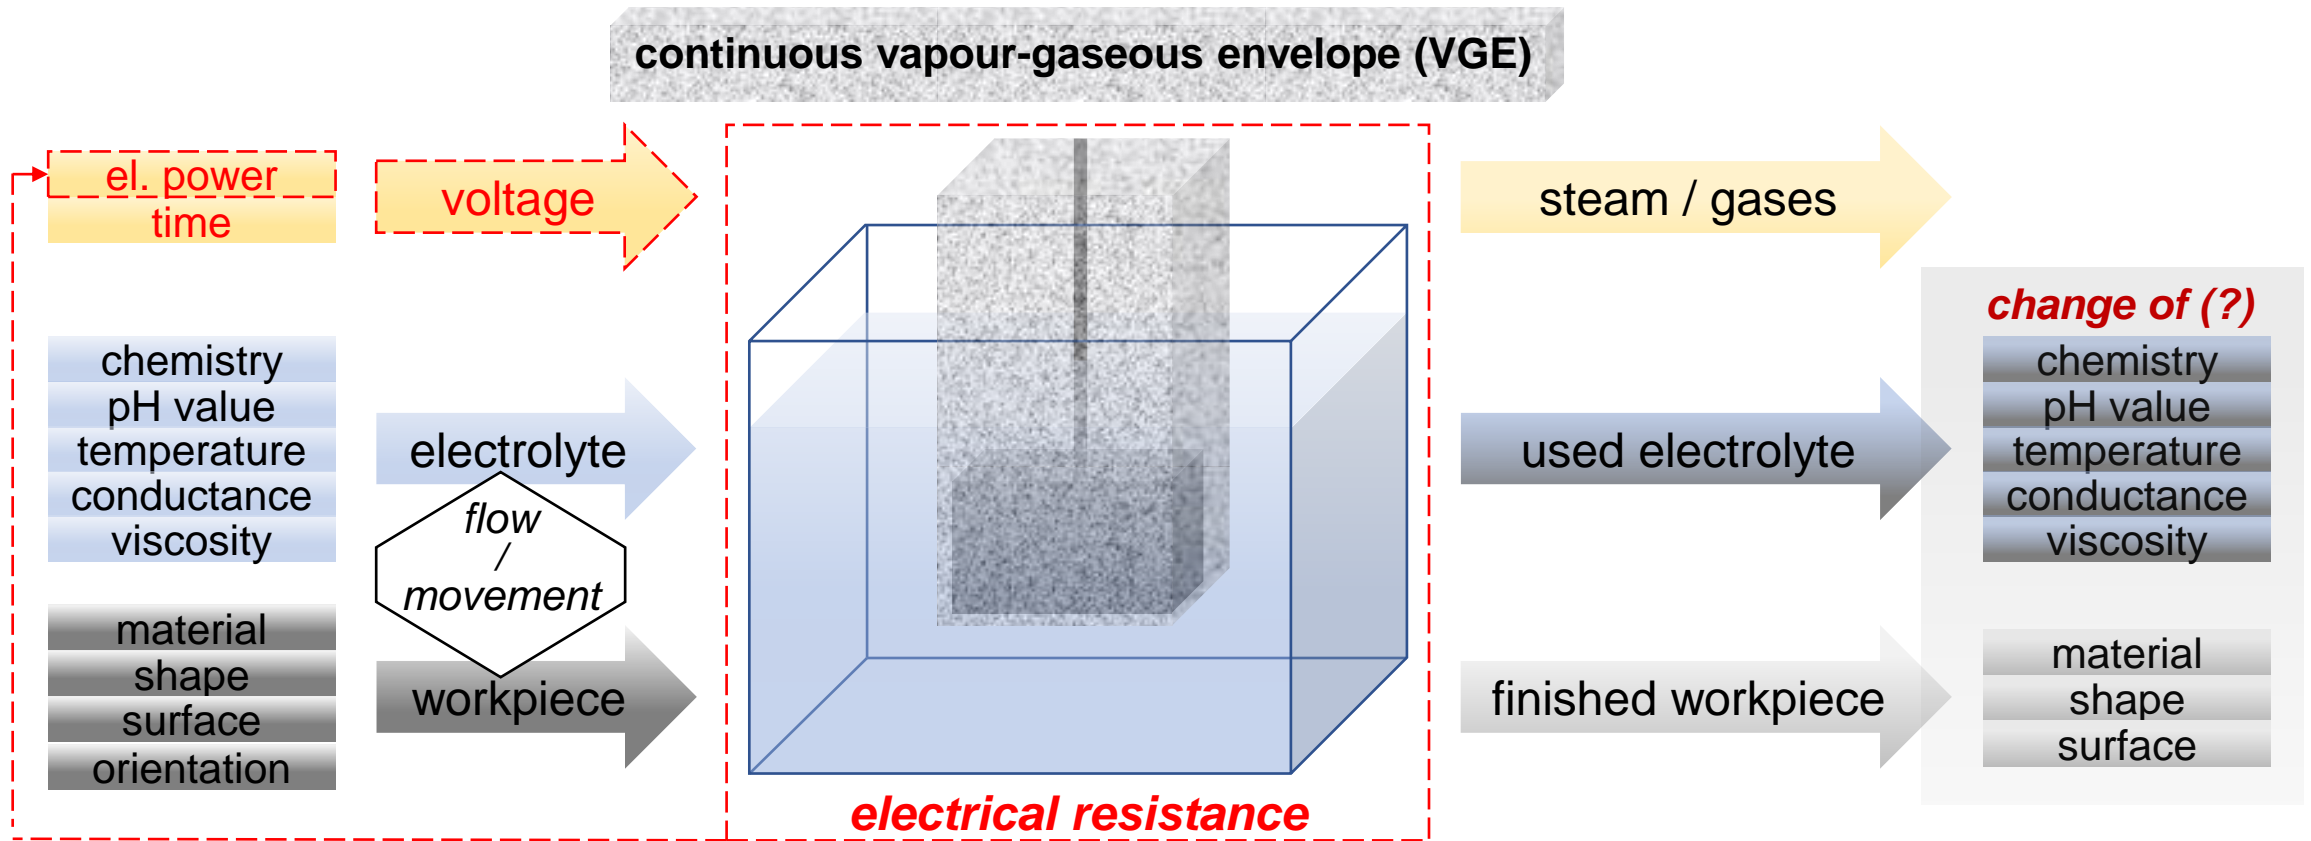 continuous vapour-gaseous envelope (VGE)
el. power
time
voltage
steam / gases
chemistry
pH value
temperature
conductance
viscosity
electrolyte
flow
/
movement
material
shape
surface
orientation
workpiece
electrical resistance
used electrolyte
finished workpiece
change of (?)
chemistry
pH value
temperature
conductance
viscosity
material
shape
surface